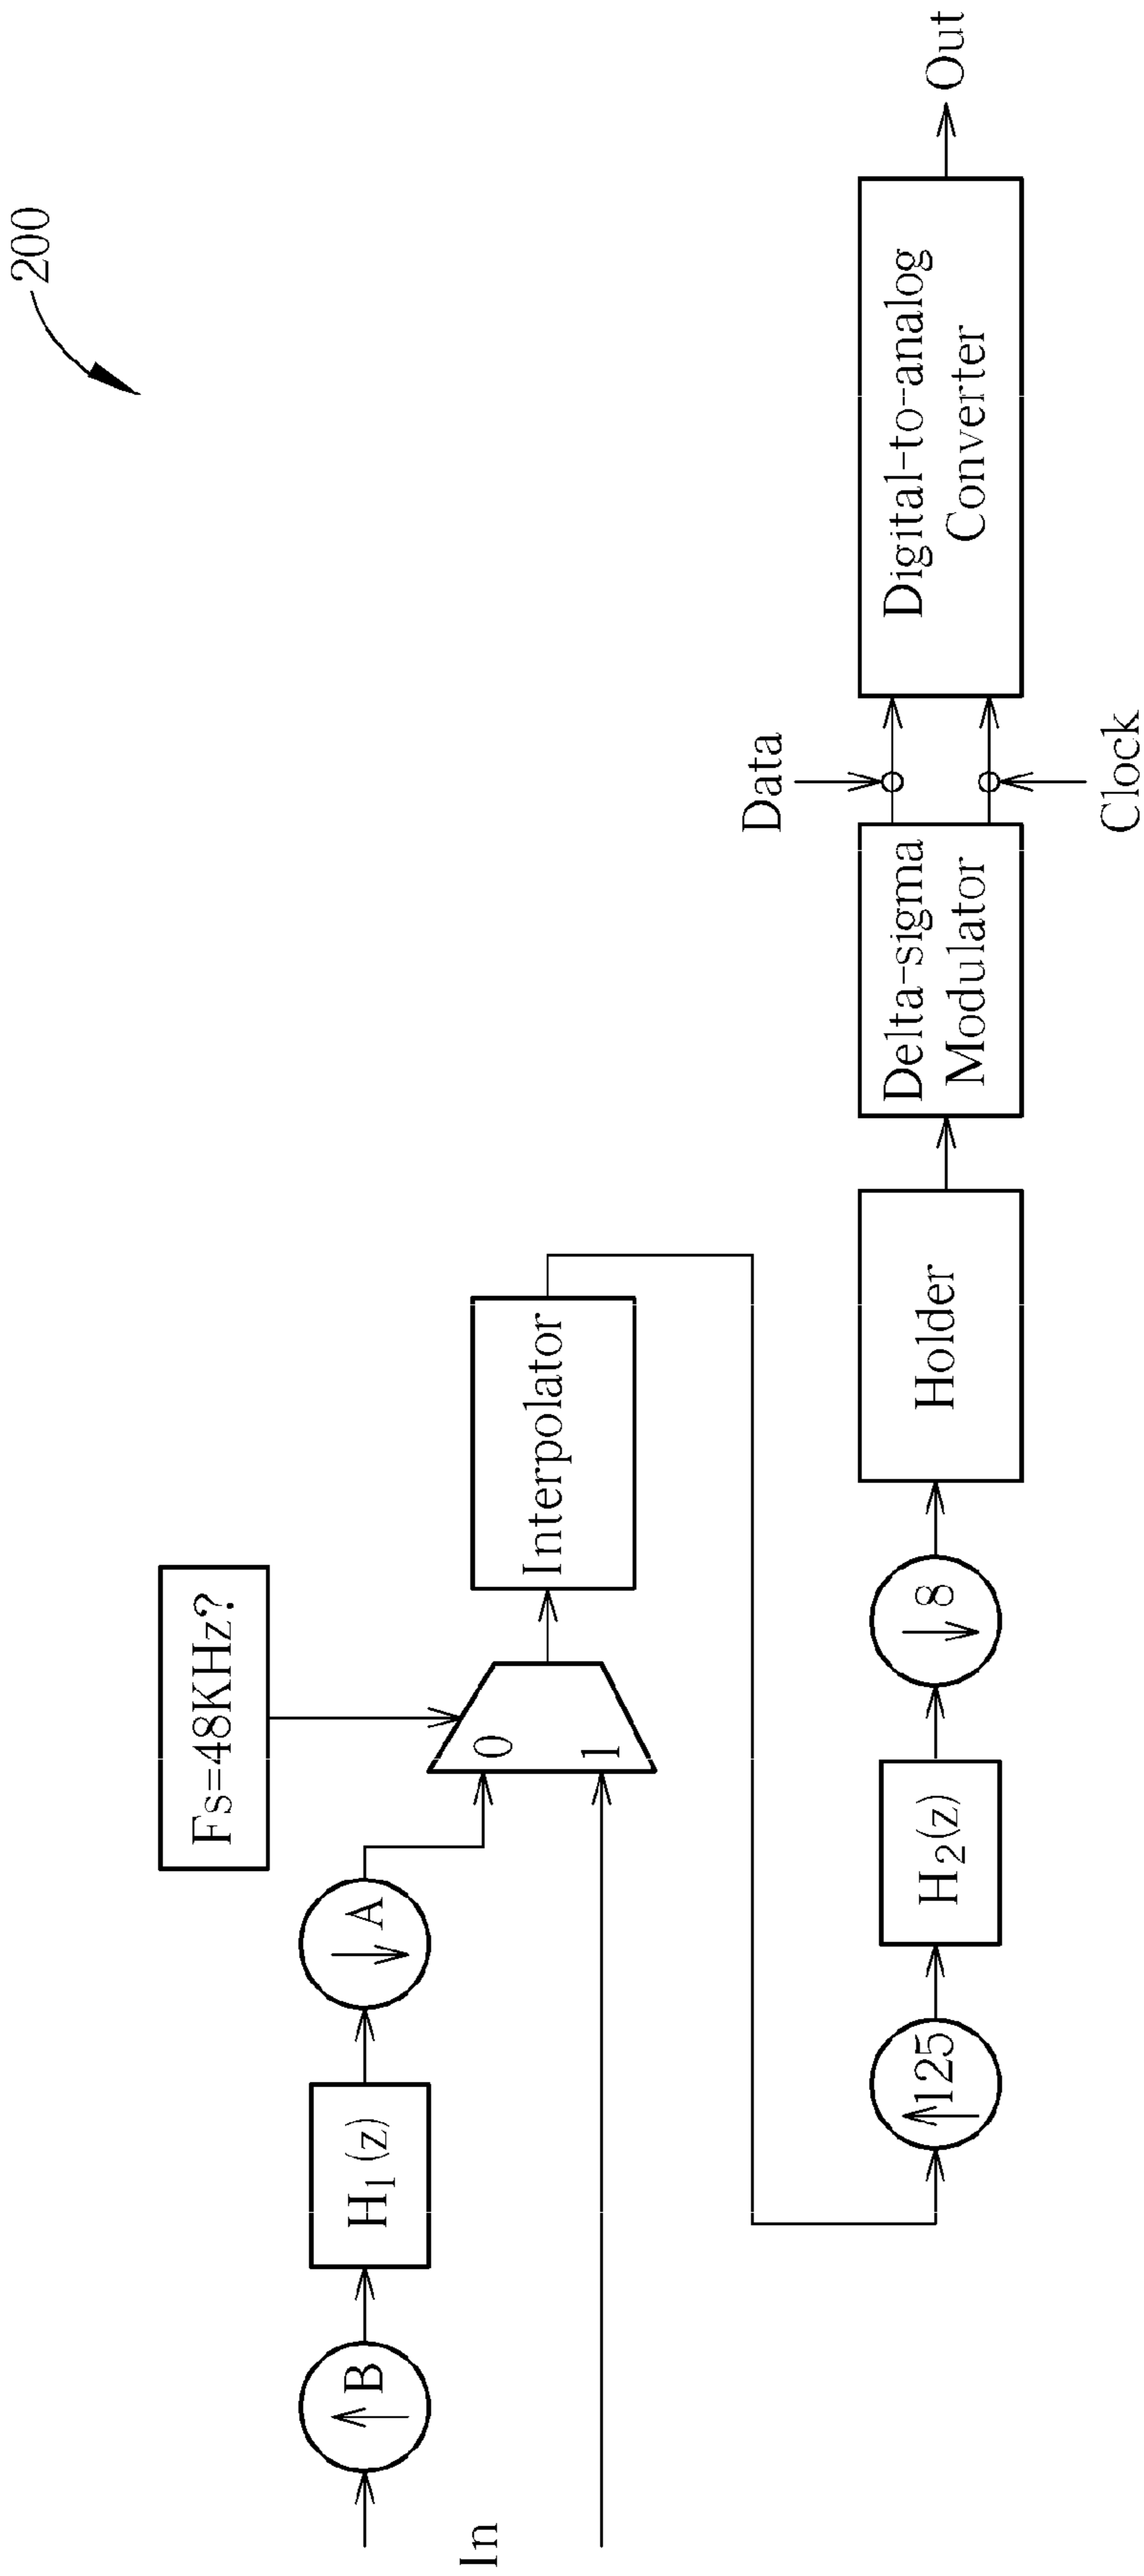 200
Fs=48KHz?
In
↑B
H₁(z)
↓A
0
1
Interpolator
↑125
H₂(z)
↓8
Holder
Delta-sigma
Modulator
Data
Clock
Digital-to-analog
Converter
Out